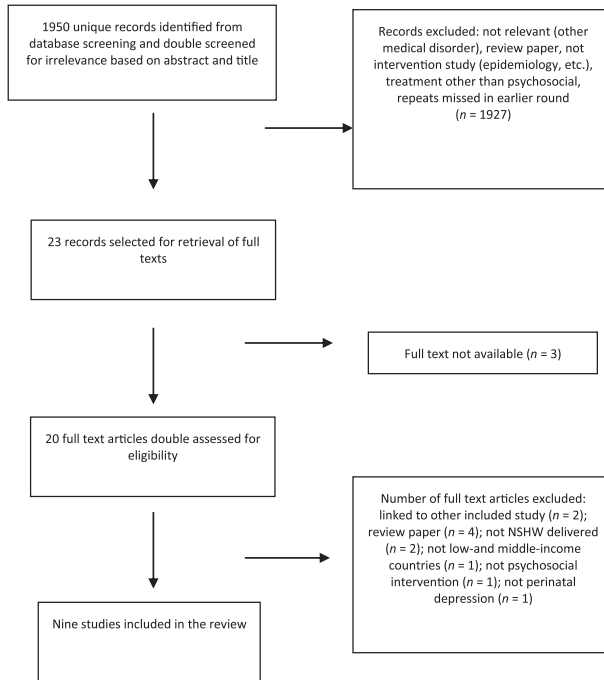 1950 unique records identified from
database screening and double screened
for irrelevance based on abstract and title
Records excluded: not relevant (other
medical disorder), review paper, not
intervention study (epidemiology, etc.),
treatment other than psychosocial,
repeats missed in earlier round
(n = 1927)
23 records selected for retrieval of full
texts
Full text not available (n = 3)
20 full text articles double assessed for
eligibility
Number of full text articles excluded:
linked to other included study (n = 2);
review paper (n = 4); not NSHW delivered
(n = 2); not low-and middle-income
countries (n = 1); not psychosocial
intervention (n = 1); not perinatal
depression (n = 1)
Nine studies included in the review